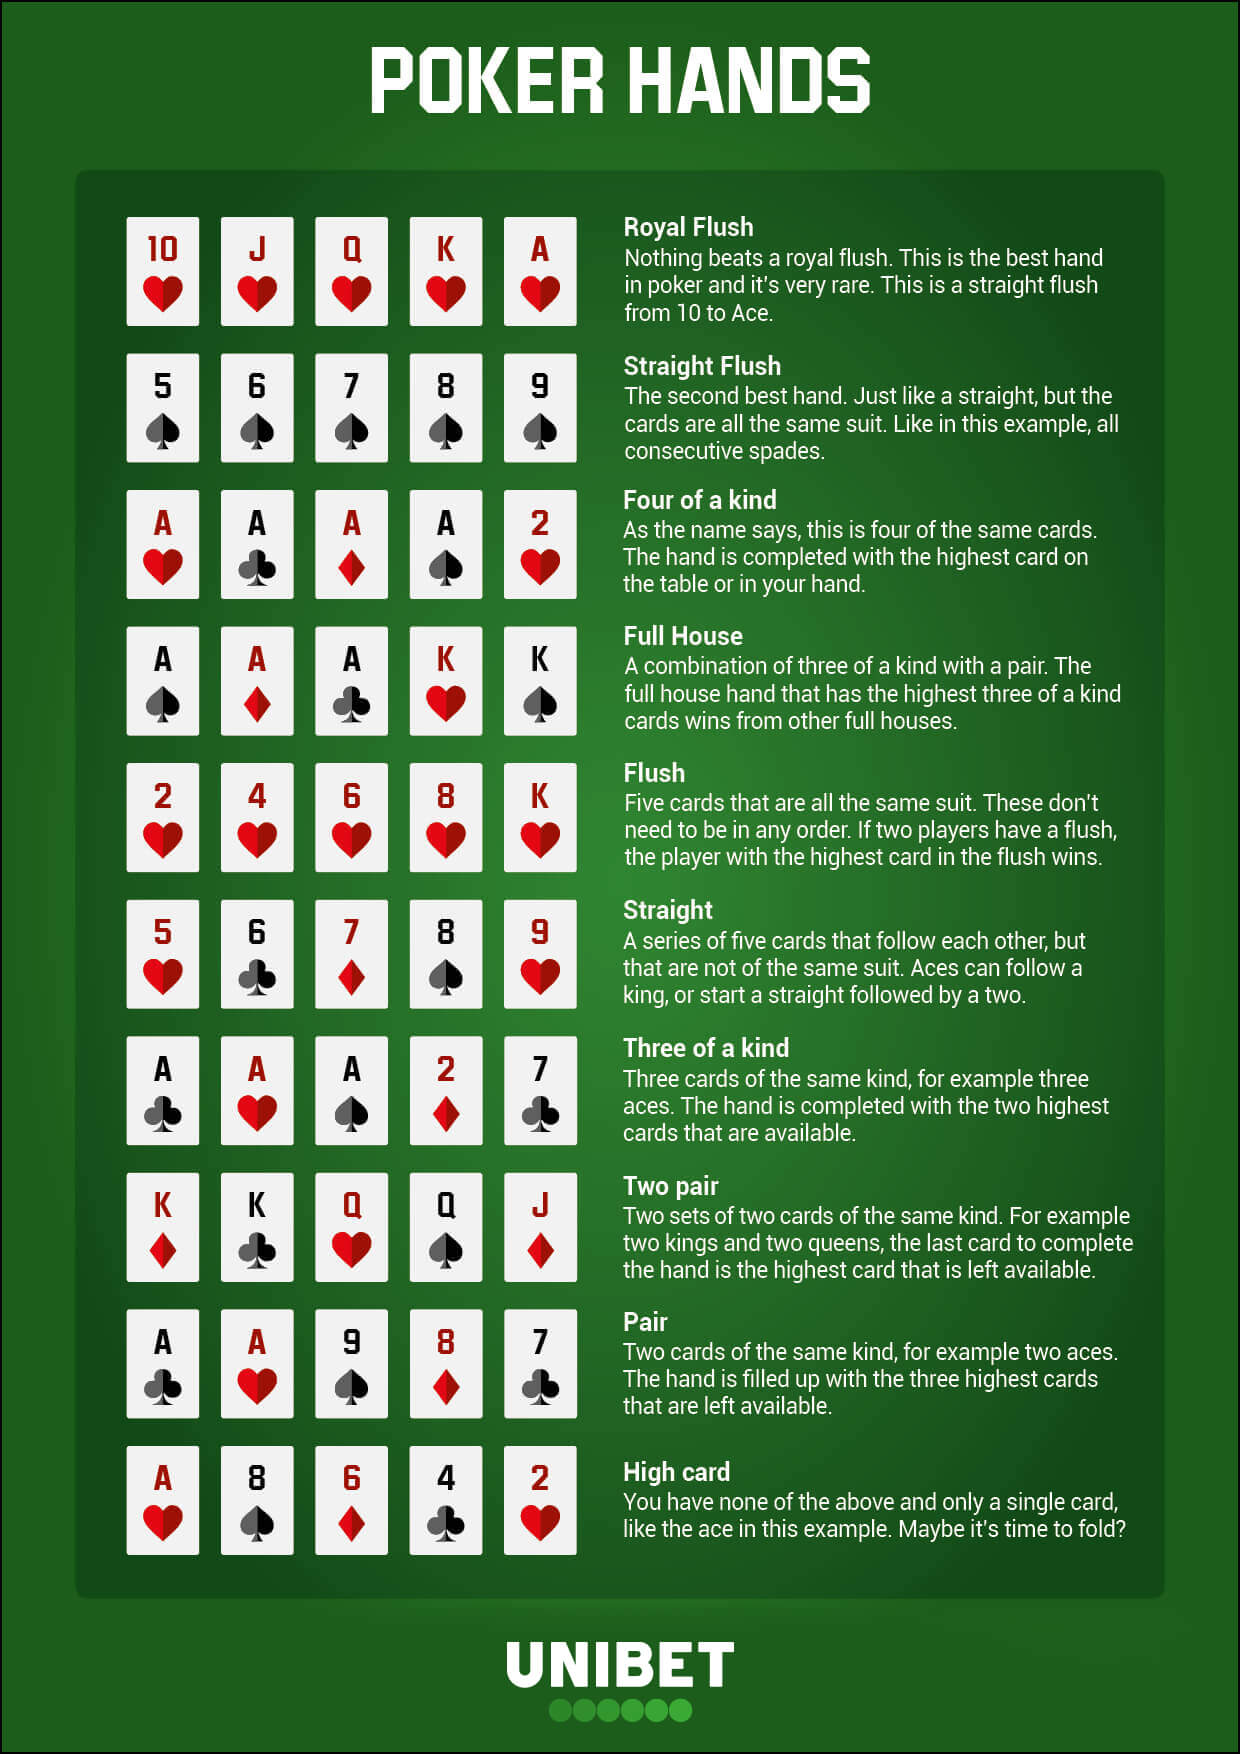 POKER HANDS
10 J Q K A
Royal Flush
Nothing beats a royal flush. This is the best hand
in poker and it's very rare. This is a straight flush
from 10 to Ace.
5 6 7 8 9
Straight Flush
The second best hand. Just like a straight, but the
cards are all the same suit. Like in this example, all
consecutive spades.
A A A A 2
Four of a kind
As the name says, this is four of the same cards.
The hand is completed with the highest card on
the table or in your hand.
A A A K K
Full House
A combination of three of a kind with a pair. The
full house hand that has the highest three of a kind
cards wins from other full houses.
2 4 6 8 K
Flush
Five cards that are all the same suit. These don't
need to be in any order. If two players have a flush,
the player with the highest card in the flush wins.
5 6 7 8 9
Straight
A series of five cards that follow each other, but
that are not of the same suit. Aces can follow a
king, or start a straight followed by a two.
A A A 2 7
Three of a kind
Three cards of the same kind, for example three
aces. The hand is completed with the two highest
cards that are available.
K K Q Q J
Two pair
Two sets of two cards of the same kind. For example
two kings and two queens, the last card to complete
the hand is the highest card that is left available.
A A 9 8 7
Pair
Two cards of the same kind, for example two aces.
The hand is filled up with the three highest cards
that are left available.
A 8 6 4 2
High card
You have none of the above and only a single card,
like the ace in this example. Maybe it's time to fold?
UNIBET